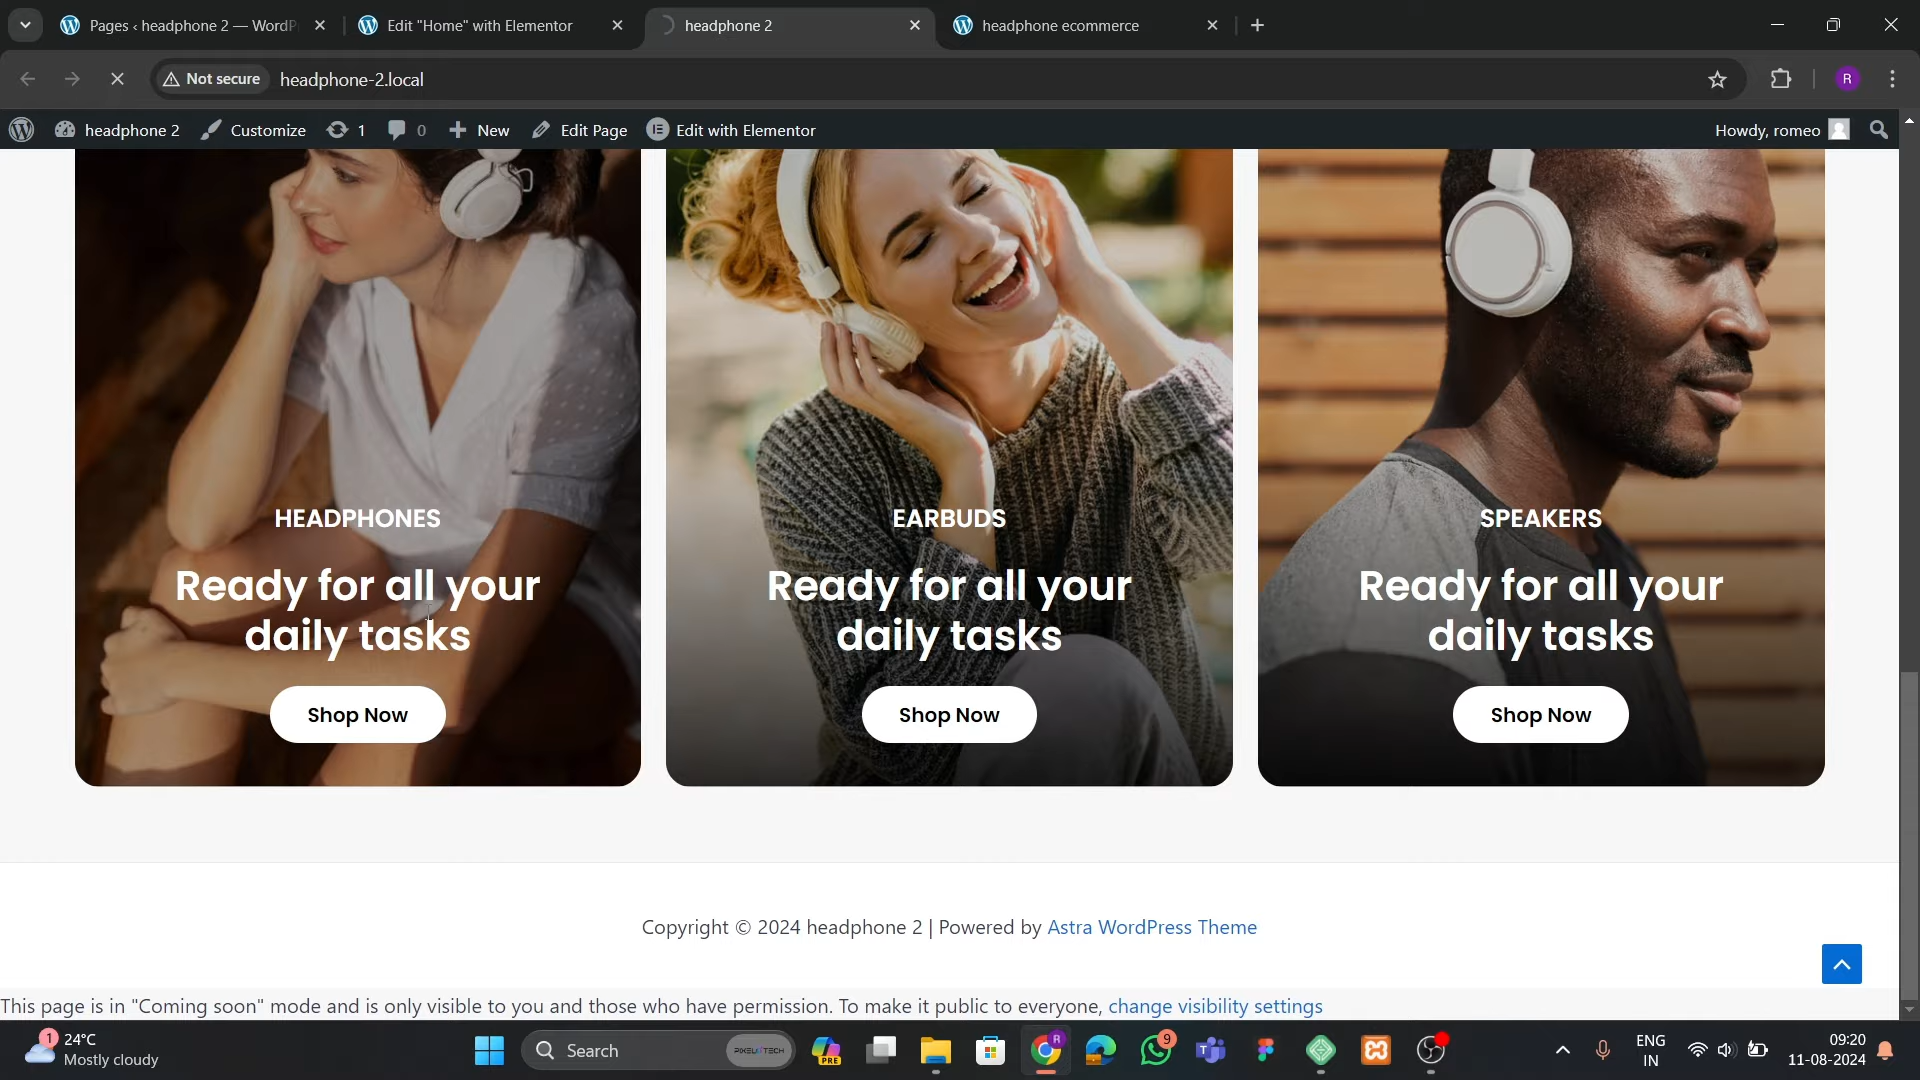 Pages ‹ headphone 2 — WordP
Edit "Home" with Elementor
headphone 2
headphone ecommerce
Not secure
headphone-2.local
R
headphone 2
Customize
1
0
New
Edit Page
Edit with Elementor
Howdy, romeo
HEADPHONES
EARBUDS
SPEAKERS
Ready for all your
daily tasks
Ready for all your
daily tasks
Ready for all your
daily tasks
Shop Now
Shop Now
Shop Now
Copyright © 2024 headphone 2 | Powered by Astra WordPress Theme
This page is in "Coming soon" mode and is only visible to you and those who have permission. To make it public to everyone, change visibility settings
1
24°C
Mostly cloudy
Search
PRE
R
9
ENG
IN
09:20
11-08-2024